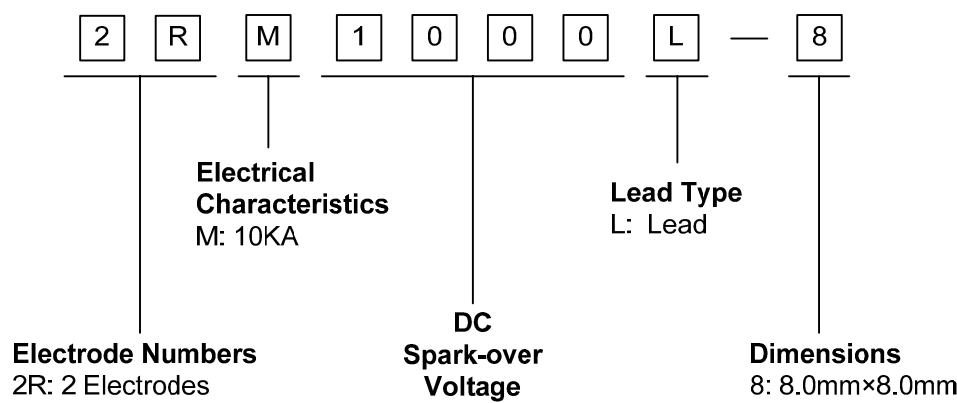 2 R M 1 0 0 0 L — 8
Electrical
Characteristics
M: 10KA
Lead Type
L: Lead
DC
Spark-over
Voltage
Electrode Numbers
2R: 2 Electrodes
Dimensions
8: 8.0mm×8.0mm